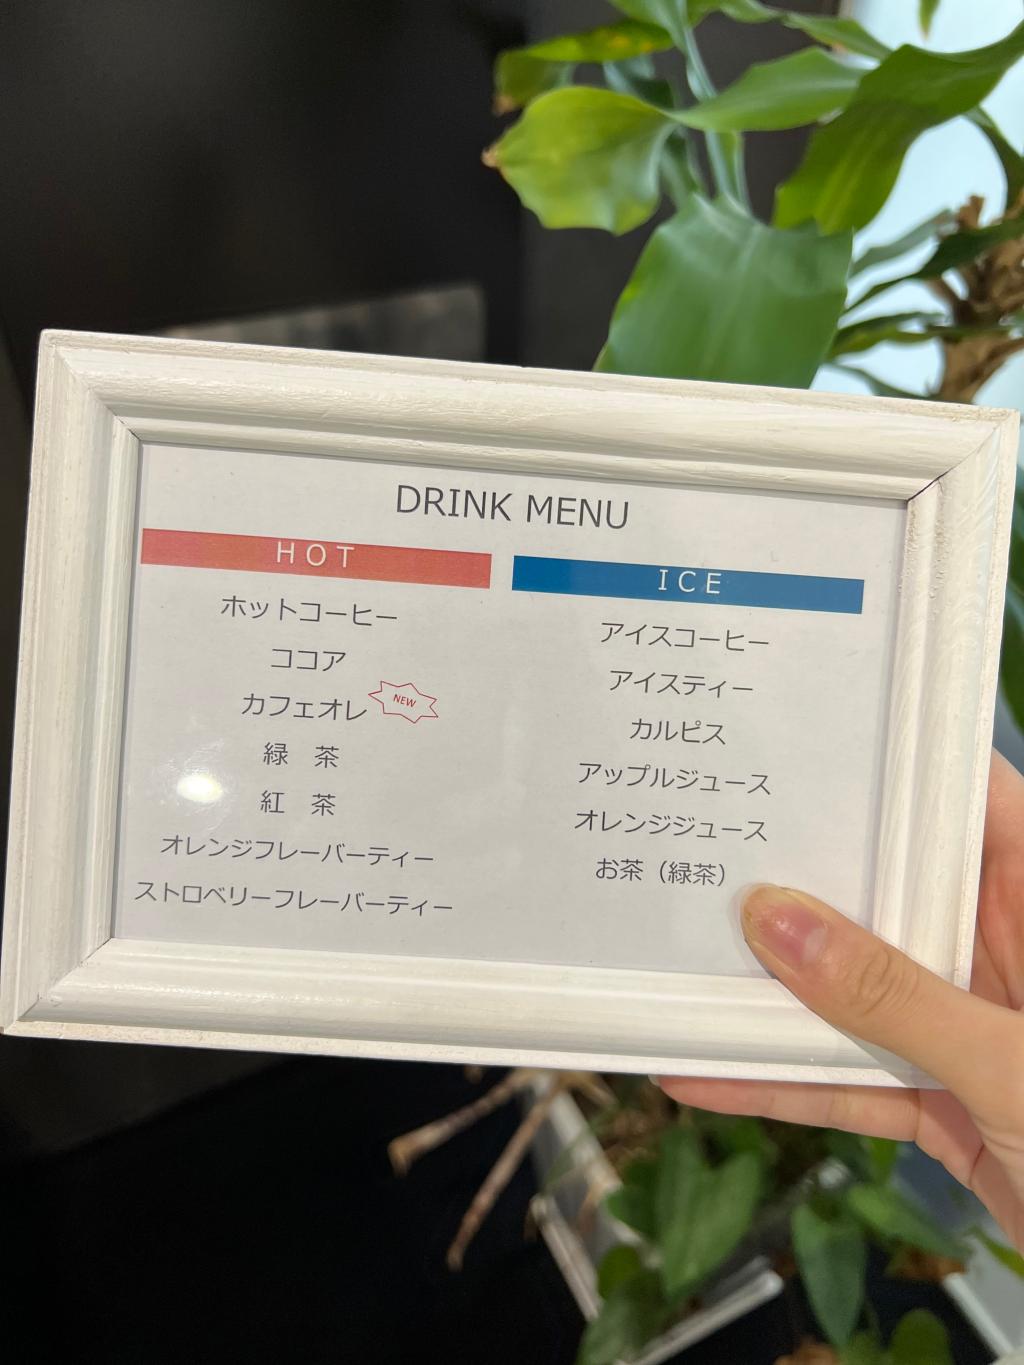 DRINK MENU
HOT
ホットコーヒー
ココア
カフェオレ NEW
緑　茶
紅　茶
オレンジフレーバーティー
ストロベリーフレーバーティー
ICE
アイスコーヒー
アイスティー
カルピス
アップルジュース
オレンジジュース
お茶（緑茶）